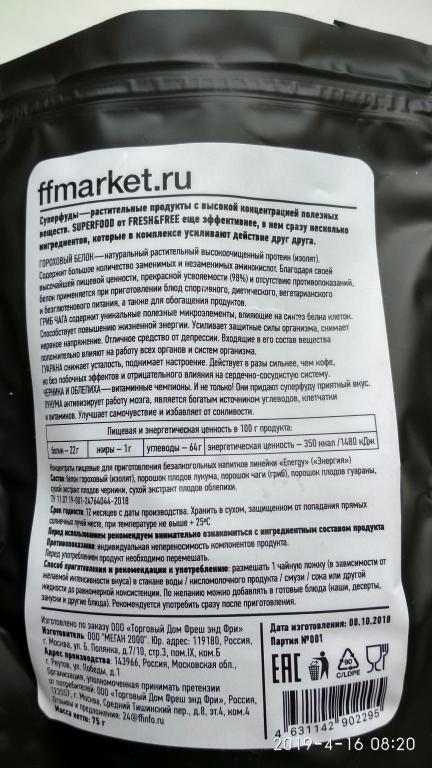 ffmarket.ru
Суперфуды—растительные продукты с высокой концентрацией полезных
веществ. SUPERFOOD от FRESH&FREE еще эффективнее, в нем сразу несколько
ингредиентов, которые в комплексе усиливают действие друг друга.
ГОРОХОВЫЙ БЕЛОК—натуральный растительный высокоочищенный протеин (изолят).
Содержит большое количество заменимых и незаменимых аминокислот. Благодаря своей
высочайшей пищевой ценности, прекрасной усвояемости (98%) и отсутствию противопоказаний,
белок применяется при приготовлении блюд спортивного, диетического, вегетарианского
и безглютенового питания, а также для обогащения продуктов.
ГРИБ ЧАГА содержит уникальные полезные микроэлементы, влияющие на синтез белка клеток.
Способствует повышению жизненной энергии. Усиливает защитные силы организма, снимает
нервное напряжение. Отличное средство от депрессии. Входящие в его состав вещества
положительно влияют на работу всех органов и систем организма.
ГУАРАНА снижает усталость, поднимает настроение. Действует в разы сильнее, чем кофе,
но без побочных эффектов и отрицательного влияния на сердечно-сосудистую систему.
ЧЕРНИКА И ОБЛЕПИХА—витаминные чемпионы. И не только! Они придают суперфуду приятный вкус.
ЛУКУМА активизирует работу мозга, является богатым источником углеводов, клетчатки
и витаминов. Улучшает самочувствие и избавляет от сонливости.
Пищевая и энергетическая ценность в 100 г продукта:
белки – 22г жиры – 1г углеводы – 64г энергетическая ценность – 350 ккал /1480 кДж
Концентраты пищевые для приготовления безалкогольных напитков линейки «Energy» («Энергия»)
Состав: белок гороховый (изолят), порошок плодов лукума, порошок чаги (гриб), порошок плодов гуараны,
сухой экстракт плодов черники, сухой экстракт плодов облепихи.
ТУ 11.07.19-001-24764044-2018
Срок годности: 12 месяцев с даты производства. Хранить в сухом, защищенном от попадания прямых
солнечных лучей месте, при температуре не выше + 25°С
Перед использованием рекомендуем внимательно ознакомиться с ингредиентным составом продукта
Противопоказания: индивидуальная непереносимость компонентов продукта.
Перед употреблением продукт необходимо перемешать.
Способ приготовления и рекомендации к употреблению: размешать 1 чайную ложку (в зависимости от
желаемой интенсивности вкуса) в стакане воды / кисломолочного продукта / смузи / сока или другой
жидкости до равномерной консистенции. По желанию можно добавлять в готовые блюда (каши, десерты,
закуски и другие блюда). Рекомендуется употребить сразу после приготовления.
Изготовлено по заказу ООО "Торговый Дом Фреш энд Фри"
Изготовитель: ООО "МЕГАН 2000". Юр. адрес: 119180, Россия,
г. Москва, ул. Б. Полянка, д.7/10, стр.3, пом.IX, ком.Б
Адрес производства: 143966, Россия, Московская обл.,
г. Реутов, ул. Победы, д.1
Организация, уполномоченная принимать претензии
от потребителей: ООО "Торговый Дом Фреш энд Фри", Россия,
123557, г. Москва, Средний Тишинский пер., д.8, эт.4, ком.4
Отзывы и предложения: 24@ffinfo.ru
Масса нетто: 75 г
Дата изготовления: 08.10.2018
Партия №001
EAC
90
C/LDPE
4 631142 902295
2019-4-16 08:20